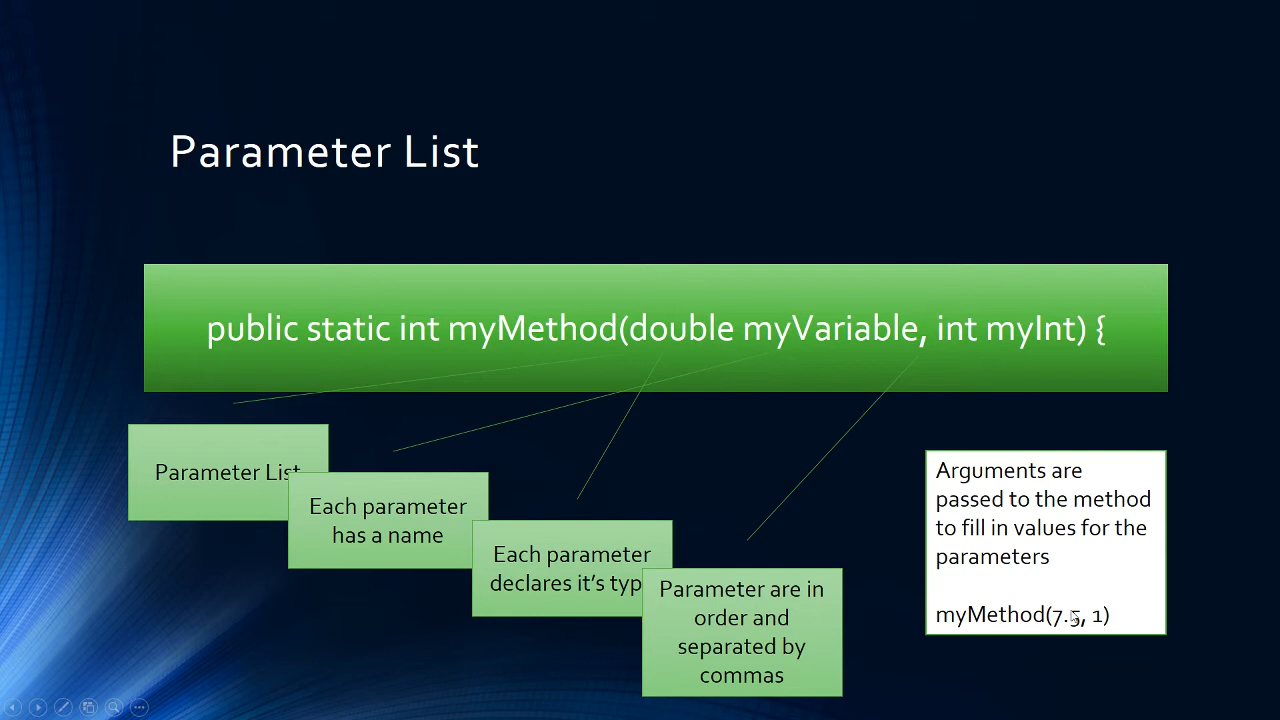 Parameter List
public static int myMethod(double myVariable, int myInt) {
Parameter List
Each parameter
has a name
Each parameter
declares it's typ
Parameter are in
order and
separated by
commas
Arguments are
passed to the method
to fill in values for the
parameters
myMethod(7.5, 1)